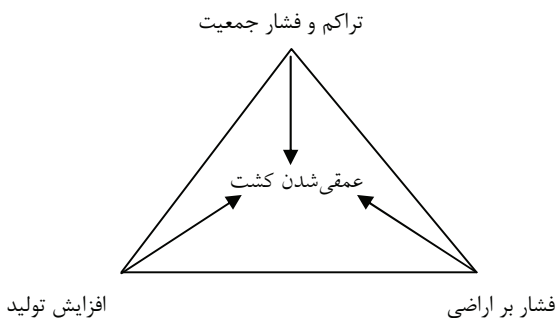 تراکم و فشار جمعیت
عمقی‌شدن کشت
فشار بر اراضی
افزایش تولید